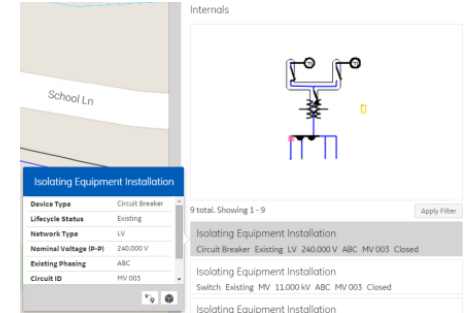 Internals
School Ln
Isolating Equipment Installation
Device Type Circuit Breaker
Lifecycle Status Existing
Network Type LV
Nominal Voltage (P-P) 240.000 V
Existing Phasing ABC
Circuit ID MV 003
9 total. Showing 1 - 9
Apply Filter
Isolating Equipment Installation
Circuit Breaker Existing LV 240.000 V ABC MV 003 Closed
Isolating Equipment Installation
Switch Existing MV 11.000 kV ABC MV 003 Closed
Isolating Equipment Installation